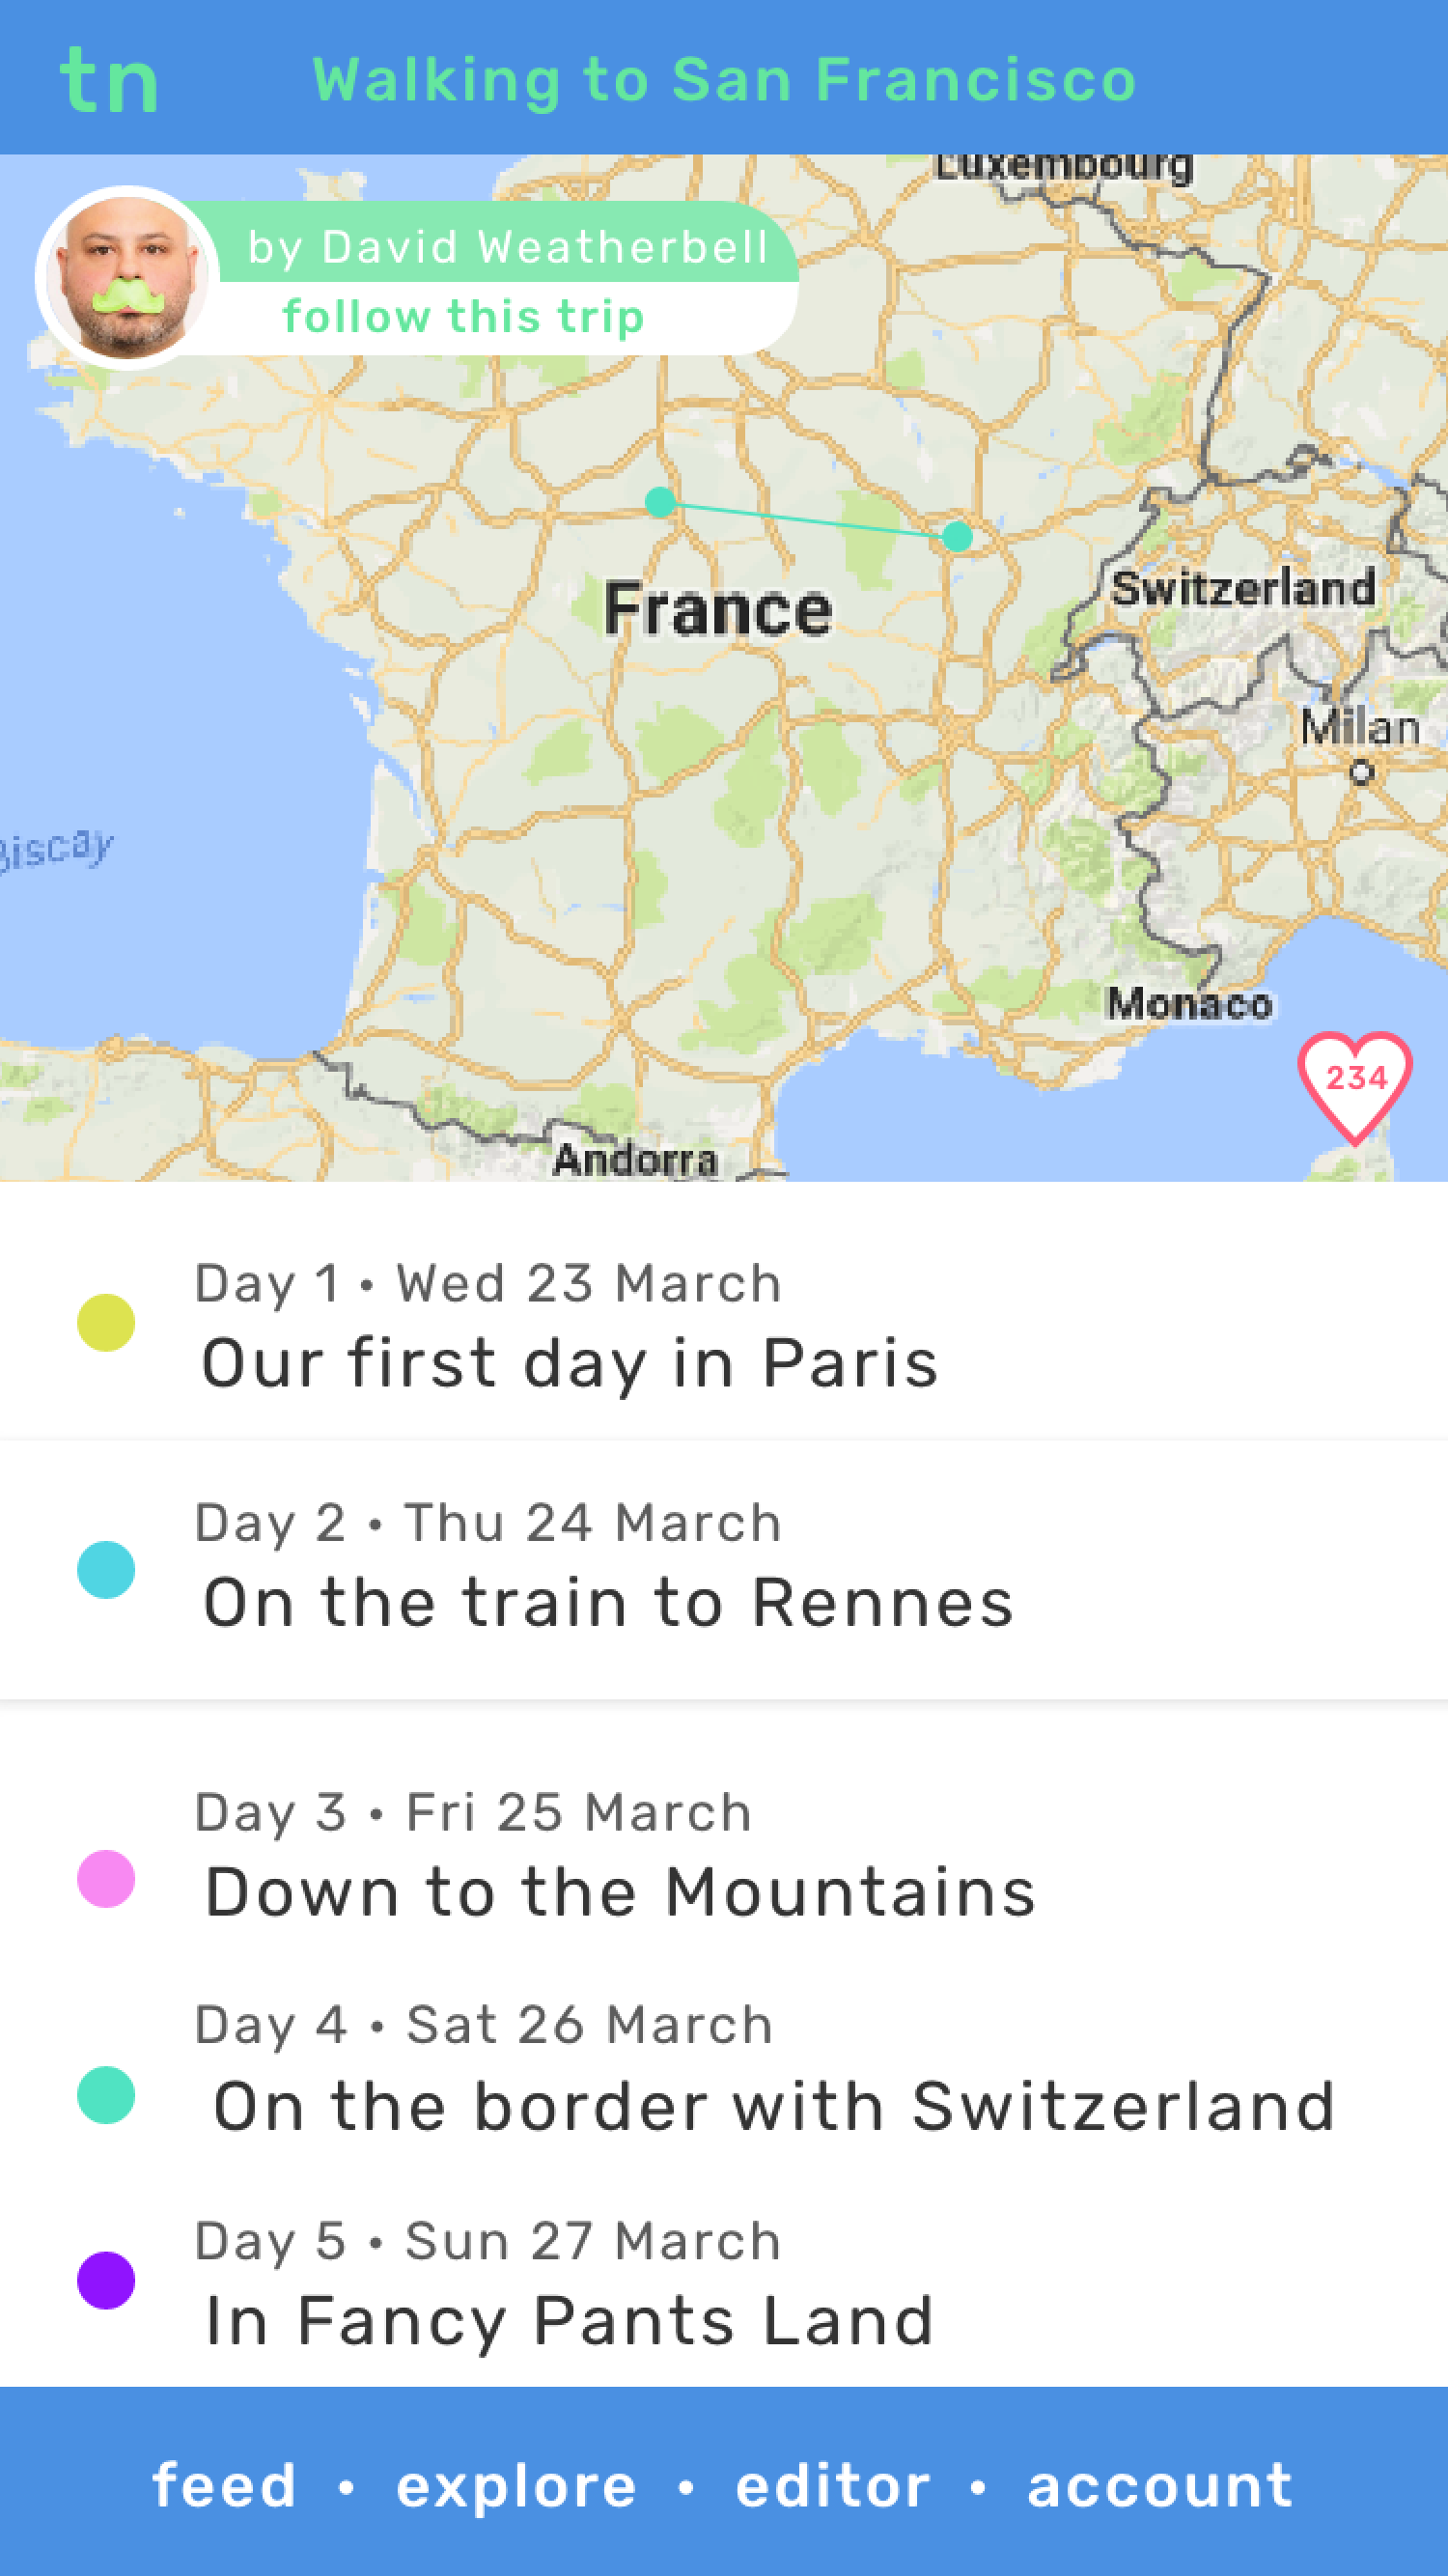 tn
Walking to San Francisco
Luxembourg
by David Weatherbell
follow this trip
France
Switzerland
Milan
Biscay
Monaco
234
Andorra
Day 1 • Wed 23 March
Our first day in Paris
Day 2 • Thu 24 March
On the train to Rennes
Day 3 • Fri 25 March
Down to the Mountains
Day 4 • Sat 26 March
On the border with Switzerland
Day 5 • Sun 27 March
In Fancy Pants Land
feed • explore • editor • account